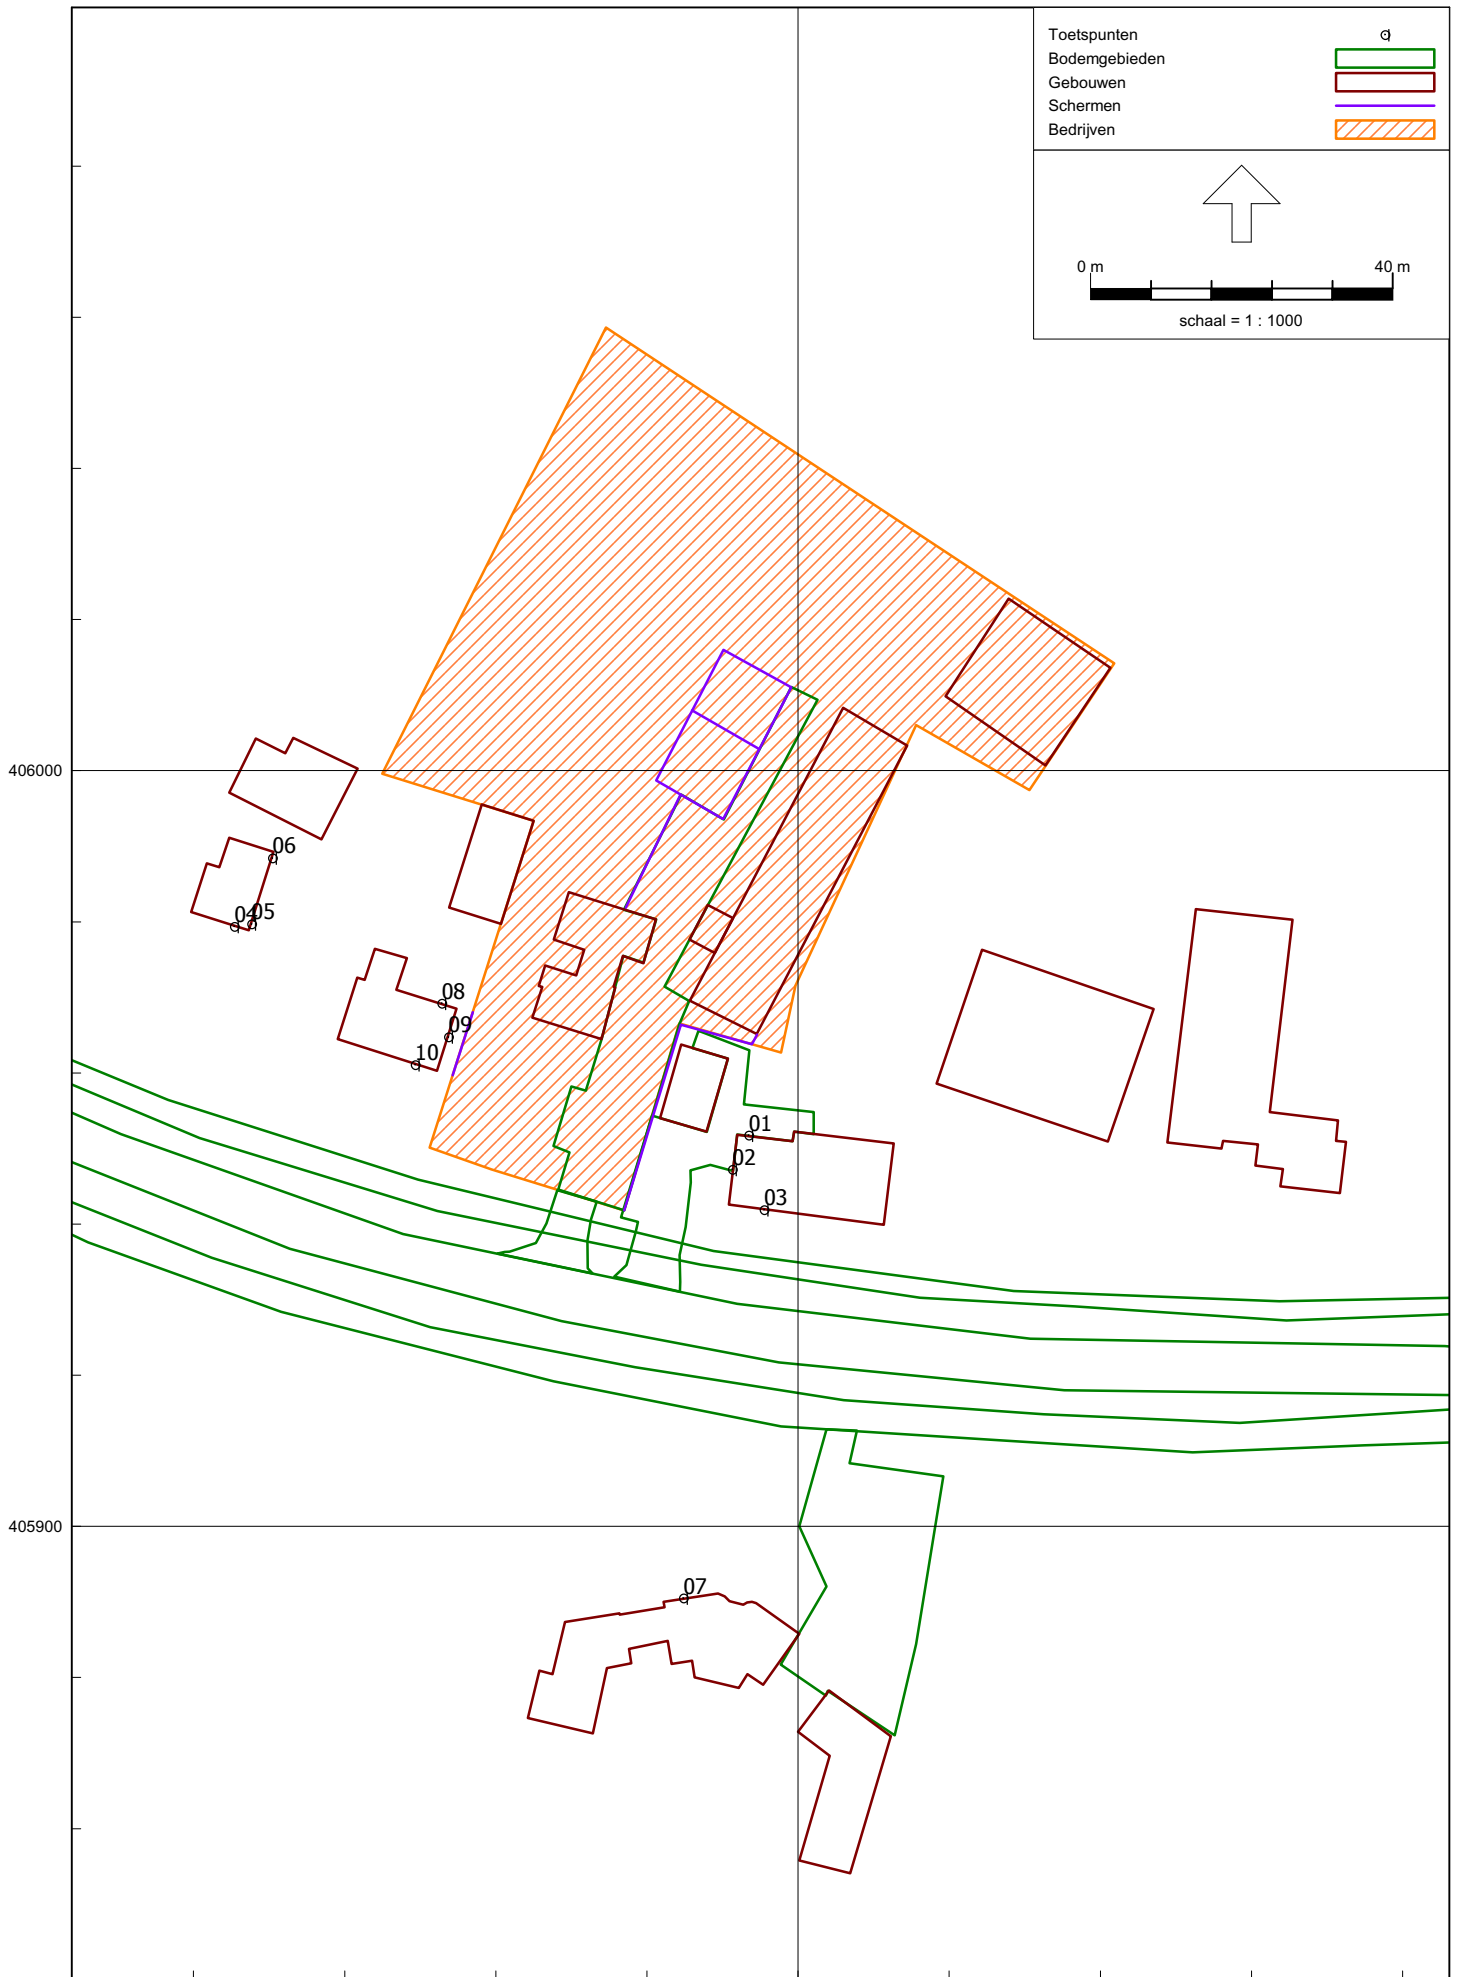 Toetspunten
Bodemgebieden
Gebouwen
Schermen
Bedrijven
0 m 40 m
schaal = 1 : 1000
406000
06
04 05
08
09
10
01
02
03
405900
07